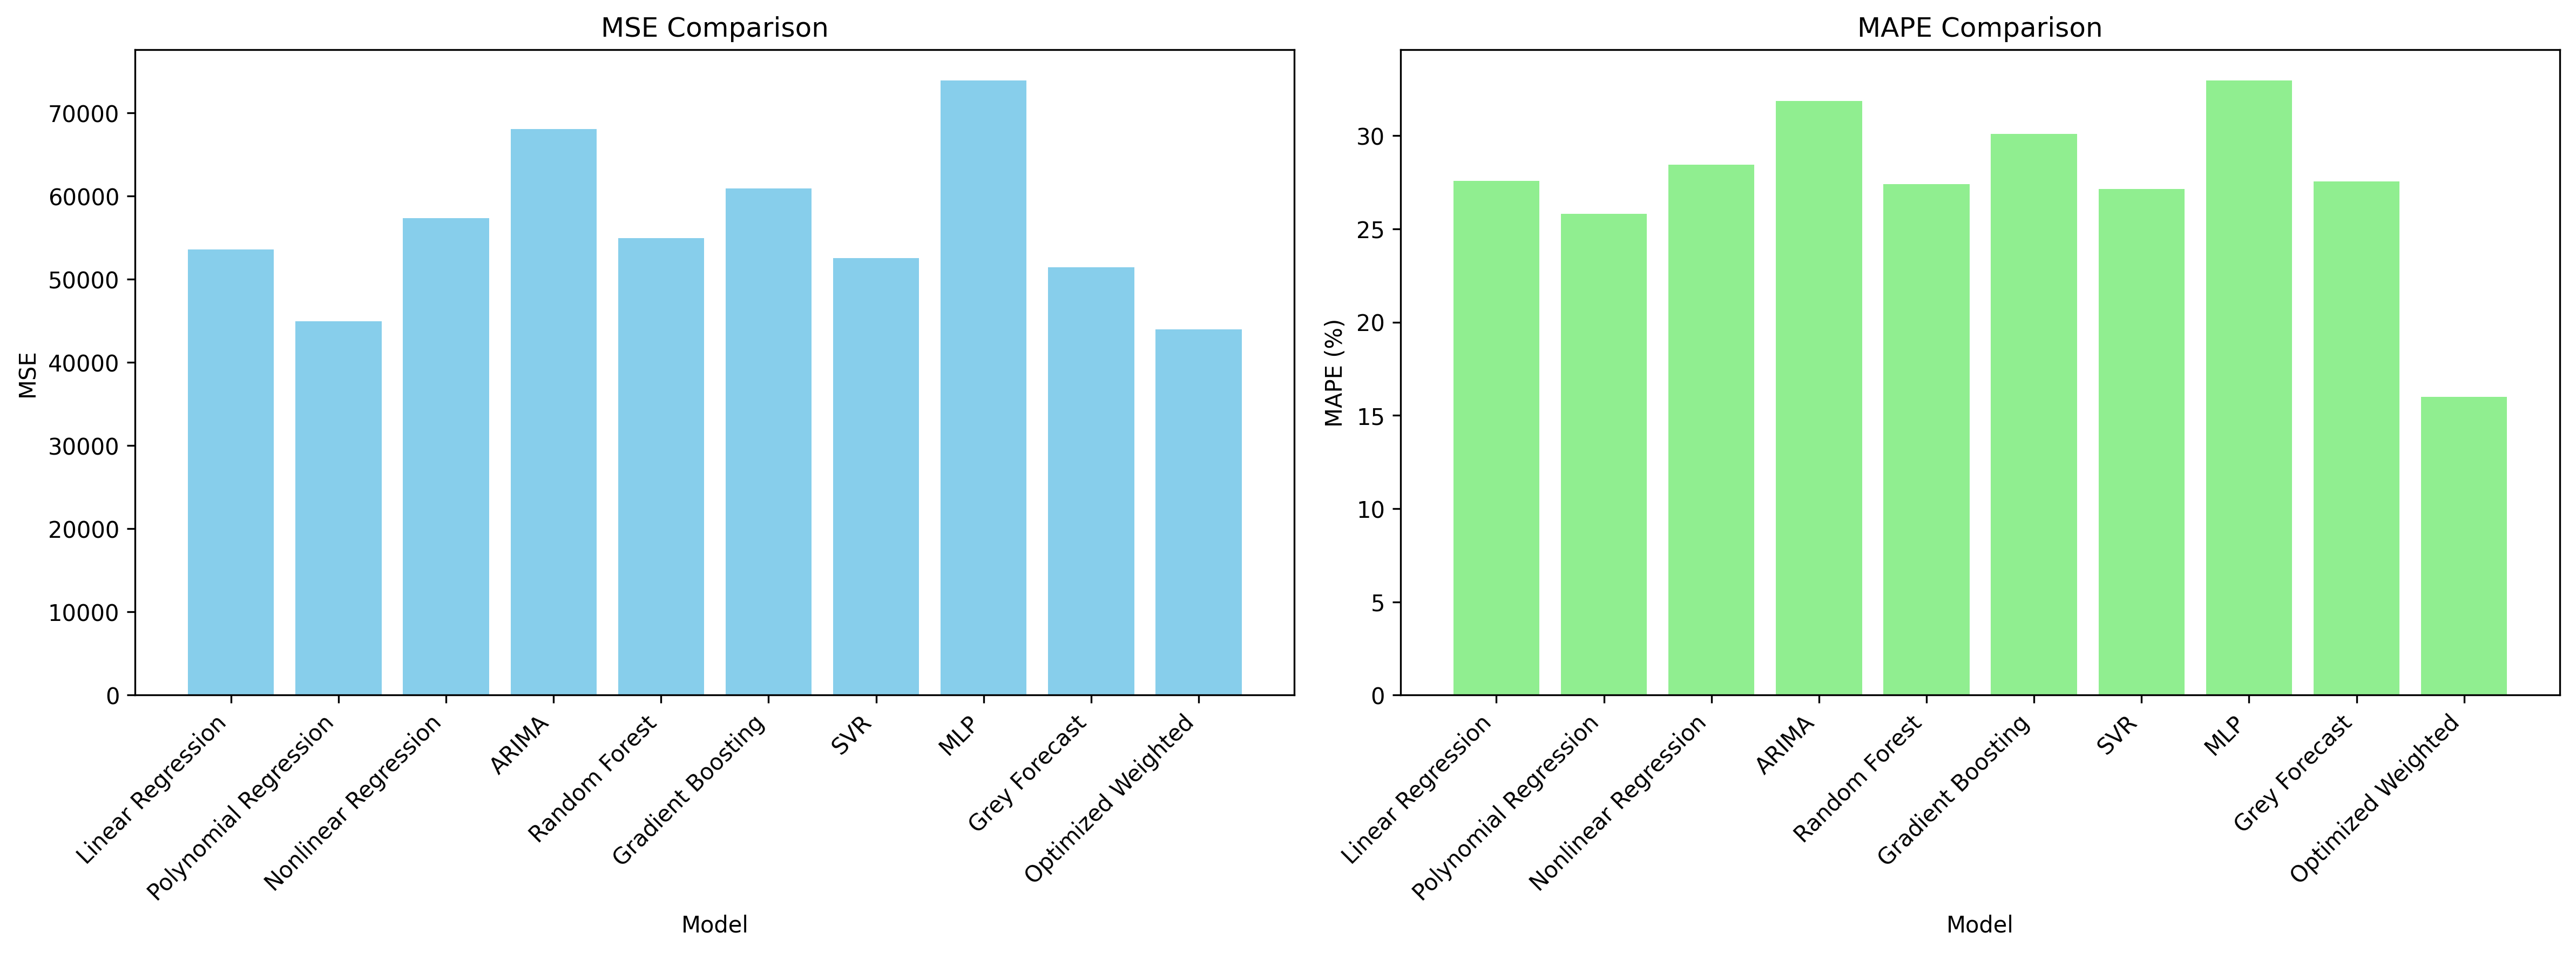 MSE Comparison
MSE
70000
60000
50000
40000
30000
20000
10000
0
Linear Regression
Polynomial Regression
Nonlinear Regression
ARIMA
Random Forest
Gradient Boosting
SVR
MLP
Grey Forecast
Optimized Weighted
Model
MAPE Comparison
MAPE (%)
30
25
20
15
10
5
0
Linear Regression
Polynomial Regression
Nonlinear Regression
ARIMA
Random Forest
Gradient Boosting
SVR
MLP
Grey Forecast
Optimized Weighted
Model